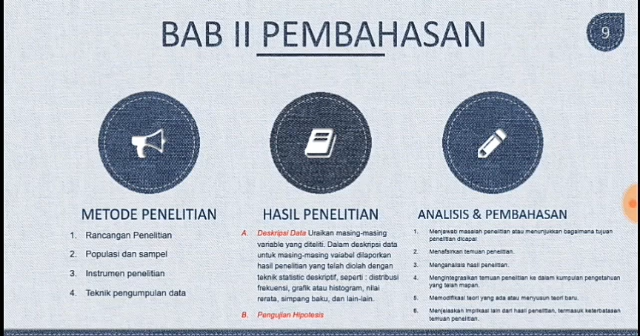 BAB II PEMBAHASAN
9
METODE PENELITIAN
1. Rancangan Penelitian
2. Populasi dan sampel
3. Instrumen penelitian
4. Teknik pengumpulan data
HASIL PENELITIAN
A. Deskripsi Data Uraikan masing-masing
variable yang diteliti. Dalam deskripsi data
untuk masing-masing vaiabel dilaporkan
hasil penelitian yang telah diolah dengan
teknik statistic deskriptif, seperti : distribusi
frekuensi, grafik atau histogram, nilai
rerata, simpang baku, dan lain-lain.
B. Pengujian Hipotesis
ANALISIS & PEMBAHASAN
1. Menjawab masalah penelitian atau menunjukkan bagaimana tujuan
penelitian dicapai.
2. Menafsirkan temuan penelitian.
3. Menganalisis hasil penelitian.
4. Mengintegrasikan temuan penelitian ke dalam kumpulan pengetahuan
yang telah mapan.
5. Memodifikasi teori yang ada atau menyusun teori baru.
6. Menjelaskan implikasi lain dari hasil penelitian, termasuk keterbatasan
temuan penelitian.